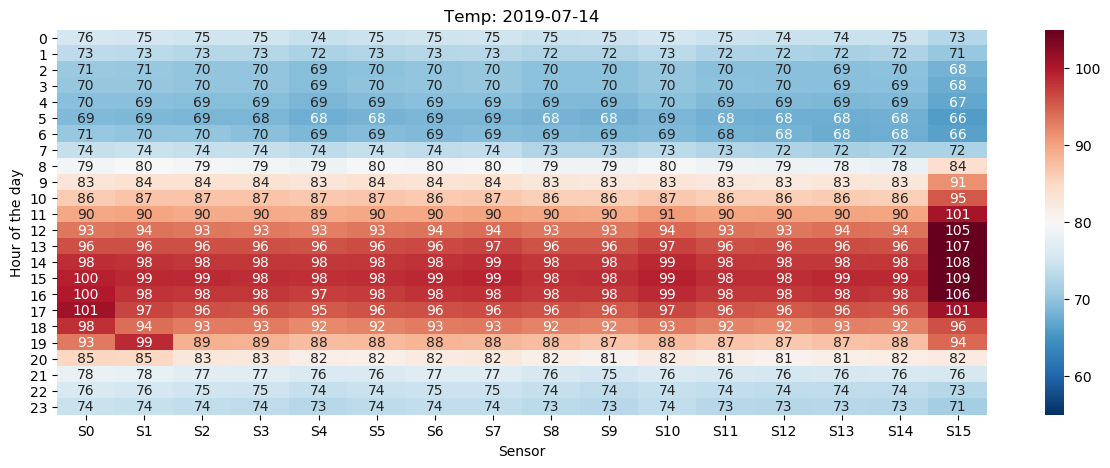 Temp: 2019-07-14
0 76 75 75 75 74 75 75 75 75 75 75 75 74 74 75 73
1 73 73 73 73 72 73 73 73 72 72 73 72 72 72 72 71
2 71 71 70 70 69 70 70 70 70 70 70 70 70 69 70 68
3 70 70 70 70 69 70 70 70 70 70 70 70 70 69 69 68
4 70 69 69 69 69 69 69 69 69 69 70 69 69 69 69 67
5 69 69 69 68 68 68 69 69 68 68 69 68 68 68 68 66
6 71 70 70 70 69 69 69 69 69 69 69 68 68 68 68 66
7 74 74 74 74 74 74 74 74 73 73 73 73 72 72 72 72
8 79 80 79 79 79 80 80 80 79 79 80 79 79 78 78 84
9 83 84 84 84 83 84 84 84 83 83 83 83 83 83 83 91
10 86 87 87 87 87 87 86 87 86 86 87 86 86 86 86 95
11 90 90 90 90 89 90 90 90 90 90 91 90 90 90 90 101
12 93 94 93 93 93 93 94 94 93 93 94 93 93 94 94 105
13 96 96 96 96 96 96 96 97 96 96 97 96 96 96 96 107
14 98 98 98 98 98 98 98 99 98 98 99 98 98 98 98 108
15 100 99 99 98 98 98 99 99 98 98 99 98 98 99 99 109
16 100 98 98 98 97 98 98 98 98 98 99 98 98 98 98 106
17 101 97 96 96 95 96 96 96 96 96 97 96 96 96 96 101
18 98 94 93 93 92 92 93 93 92 92 93 92 92 93 92 96
19 93 99 89 89 88 88 88 88 88 87 88 87 87 87 88 94
20 85 85 83 83 82 82 82 82 82 81 82 81 81 81 82 82
21 78 78 77 77 76 76 77 77 76 75 76 76 76 76 76 76
22 76 76 75 75 74 74 75 75 74 74 74 74 74 74 74 73
23 74 74 74 74 73 74 74 74 73 73 74 73 73 73 73 71
S0 S1 S2 S3 S4 S5 S6 S7 S8 S9 S10 S11 S12 S13 S14 S15
Sensor
Hour of the day
100
90
80
70
60